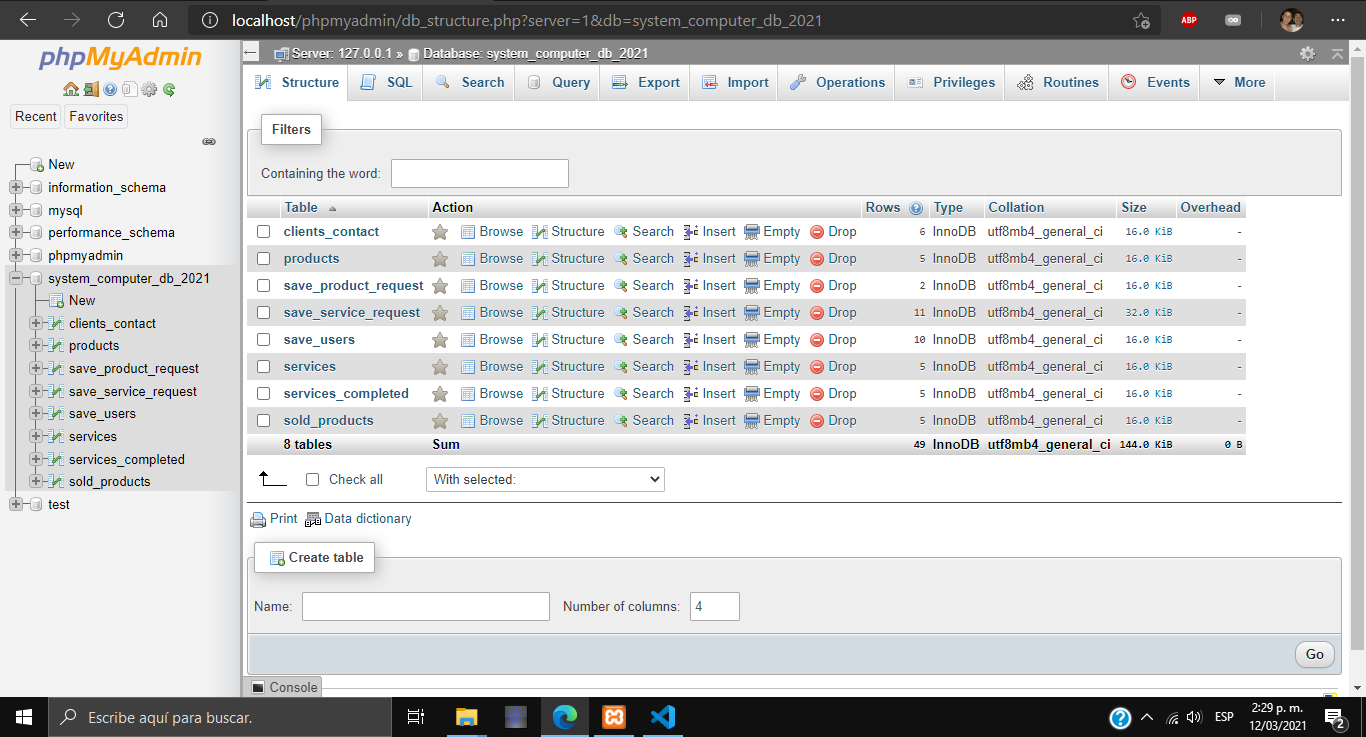 localhost/phpmyadmin/db_structure.php?server=1&db=system_computer_db_2021
ABP
phpMyAdmin
Recent Favorites
New
information_schema
mysql
performance_schema
phpmyadmin
system_computer_db_2021
New
clients_contact
products
save_product_request
save_service_request
save_users
services
services_completed
sold_products
test
Server: 127.0.0.1 » Database: system_computer_db_2021
Structure SQL Search Query Export Import Operations Privileges Routines Events More
Filters
Containing the word:
Table Action Rows Type Collation Size Overhead
clients_contact Browse Structure Search Insert Empty Drop 6 InnoDB utf8mb4_general_ci 16.0 KiB -
products Browse Structure Search Insert Empty Drop 5 InnoDB utf8mb4_general_ci 16.0 KiB -
save_product_request Browse Structure Search Insert Empty Drop 2 InnoDB utf8mb4_general_ci 16.0 KiB -
save_service_request Browse Structure Search Insert Empty Drop 11 InnoDB utf8mb4_general_ci 32.0 KiB -
save_users Browse Structure Search Insert Empty Drop 10 InnoDB utf8mb4_general_ci 16.0 KiB -
services Browse Structure Search Insert Empty Drop 5 InnoDB utf8mb4_general_ci 16.0 KiB -
services_completed Browse Structure Search Insert Empty Drop 5 InnoDB utf8mb4_general_ci 16.0 KiB -
sold_products Browse Structure Search Insert Empty Drop 5 InnoDB utf8mb4_general_ci 16.0 KiB -
8 tables Sum 49 InnoDB utf8mb4_general_ci 144.0 KiB 0 B
Check all With selected:
Print Data dictionary
Create table
Name: Number of columns: 4
Go
Console
Escribe aquí para buscar.
ESP
2:29 p. m.
12/03/2021
2